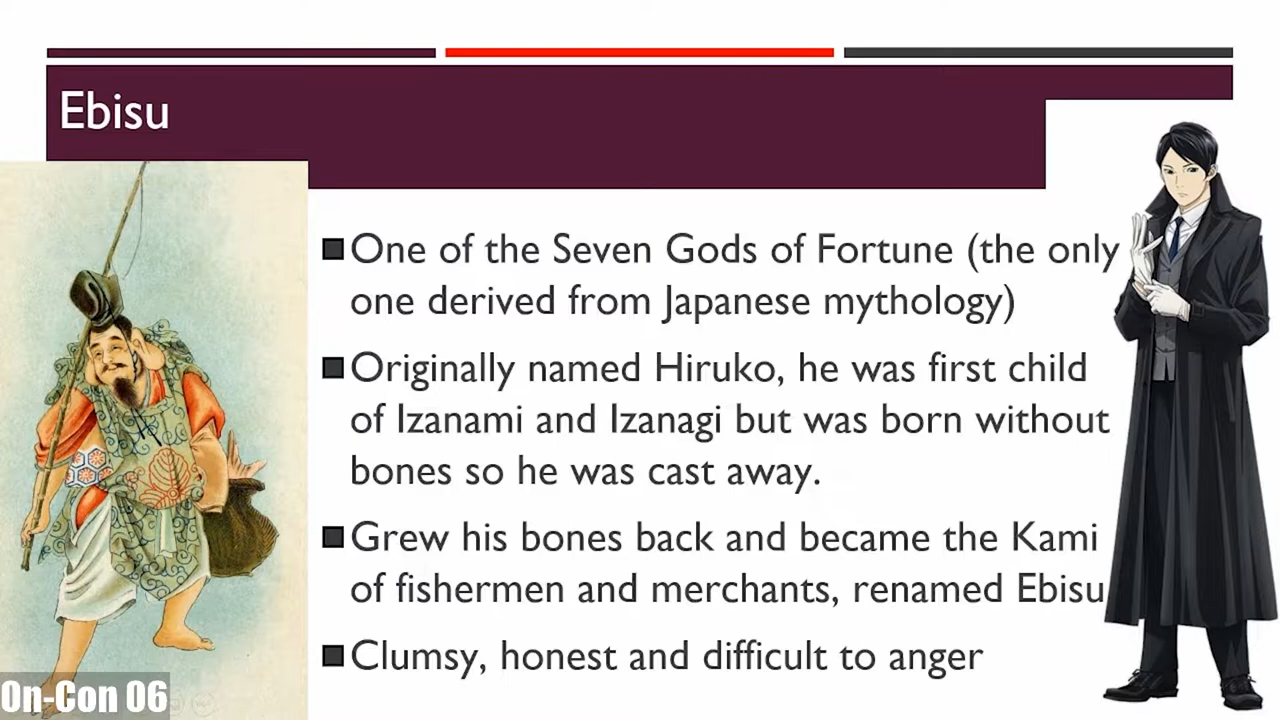 Ebisu
One of the Seven Gods of Fortune (the only
one derived from Japanese mythology)
Originally named Hiruko, he was first child
of Izanami and Izanagi but was born without
bones so he was cast away.
Grew his bones back and became the Kami
of fishermen and merchants, renamed Ebisu
Clumsy, honest and difficult to anger
On-Con 06